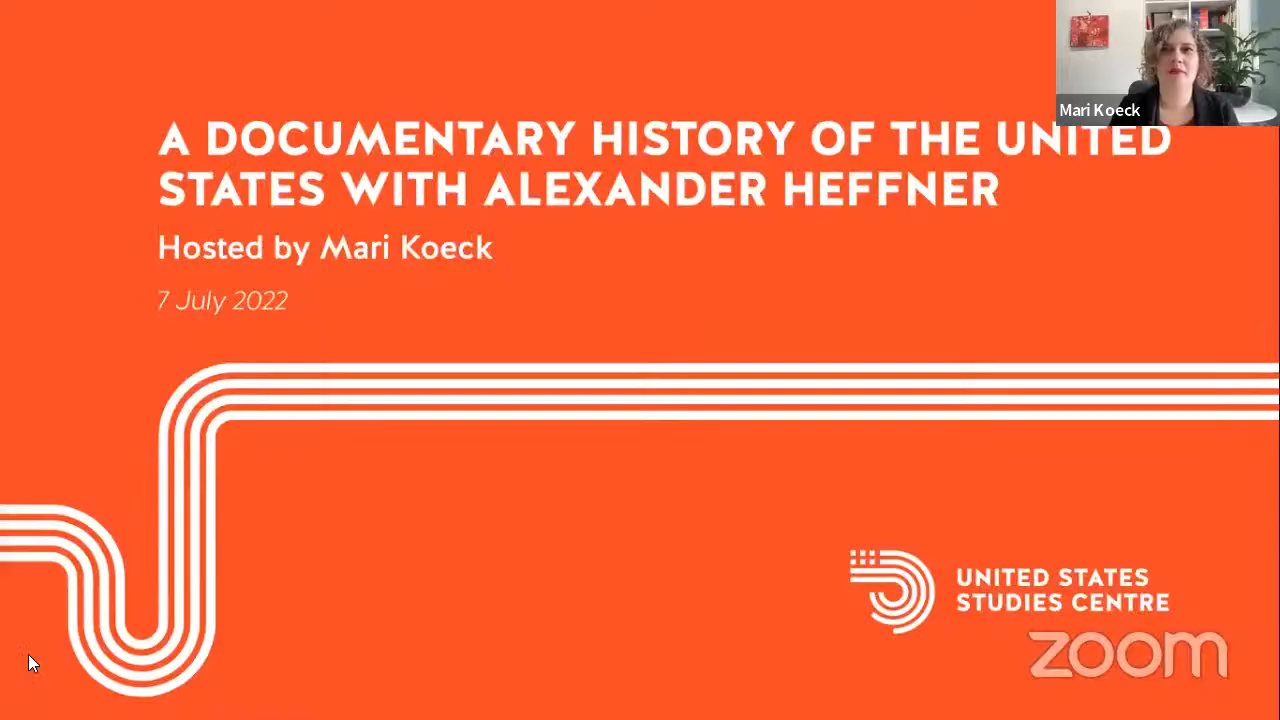 Mari Koeck
A DOCUMENTARY HISTORY OF THE UNITED
STATES WITH ALEXANDER HEFFNER
Hosted by Mari Koeck
7 July 2022
UNITED STATES
STUDIES CENTRE
zoom